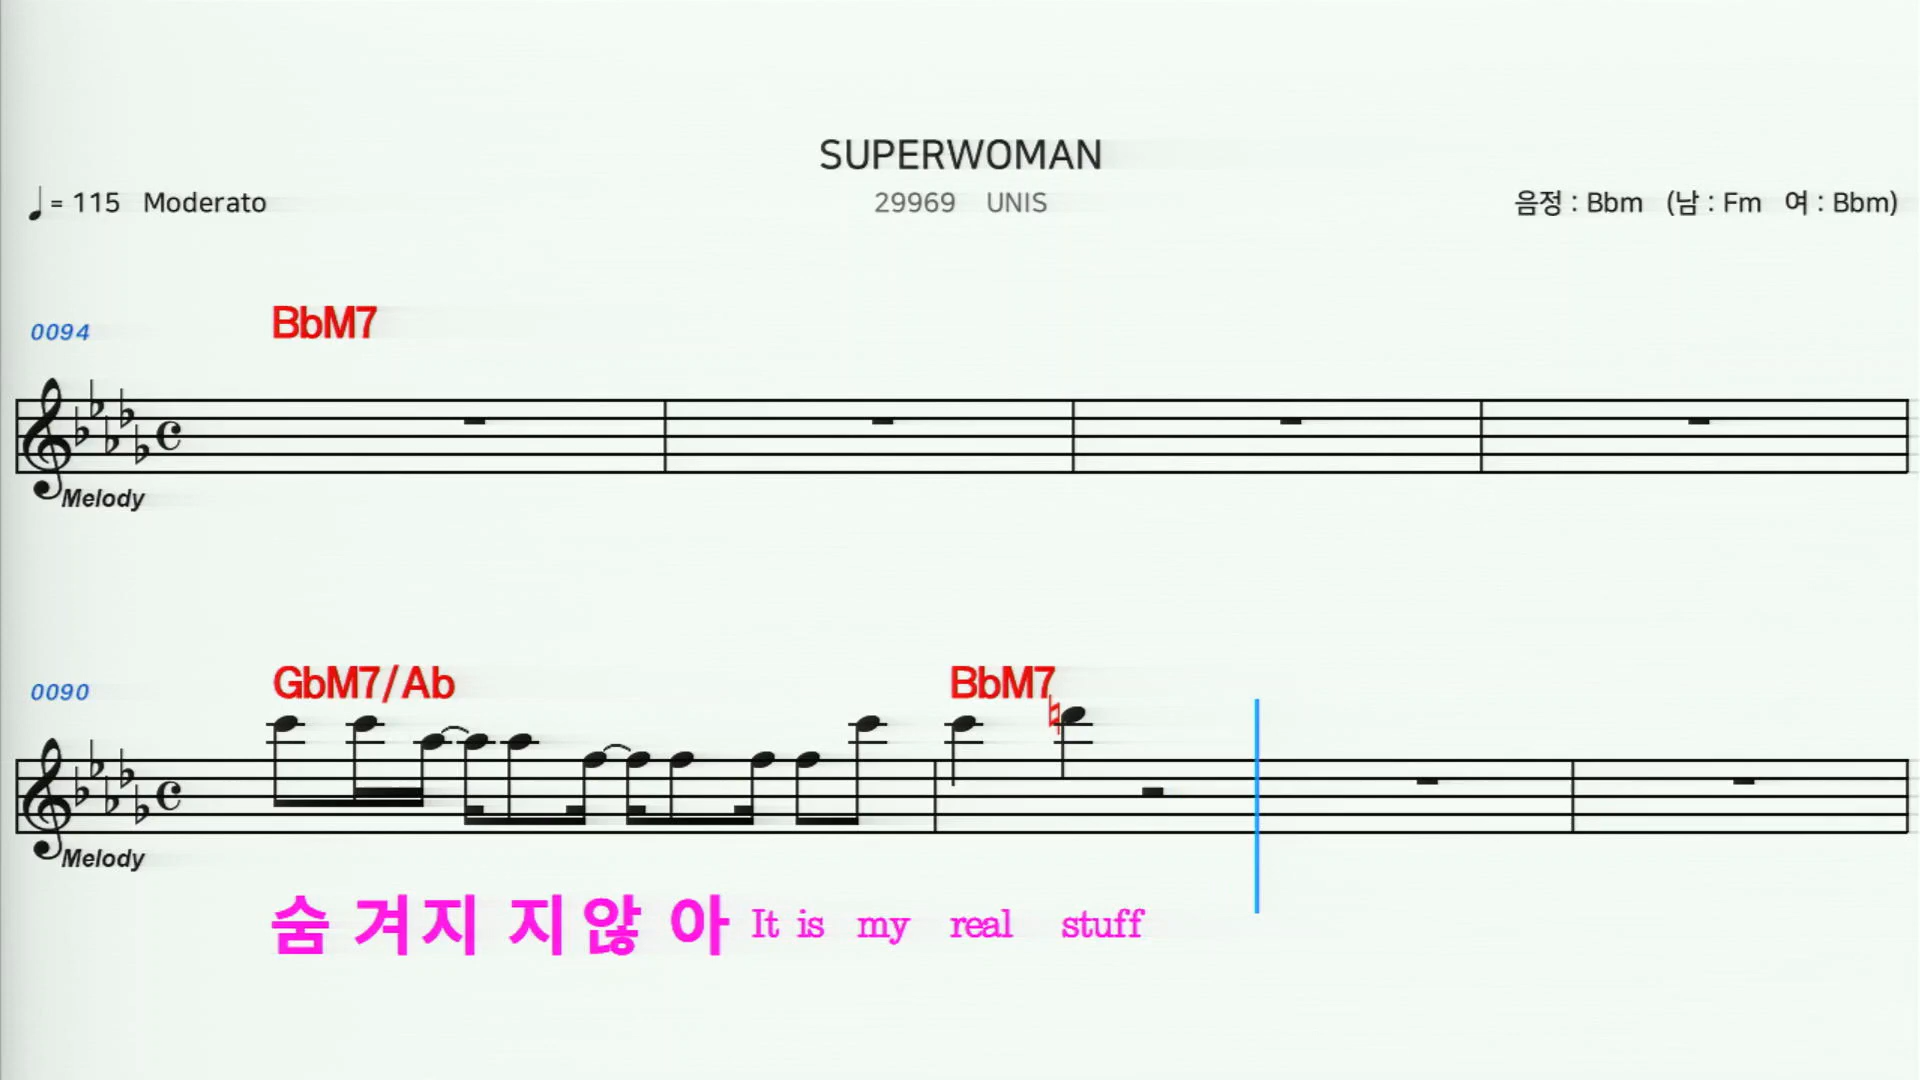 SUPERWOMAN
♩= 115 Moderato
29969 UNIS
음정 : Bbm (남 : Fm 여 : Bbm)
0094
BbM7
Melody
0090
GbM7/Ab BbM7
Melody
숨 겨지 지않 아 It is my real stuff